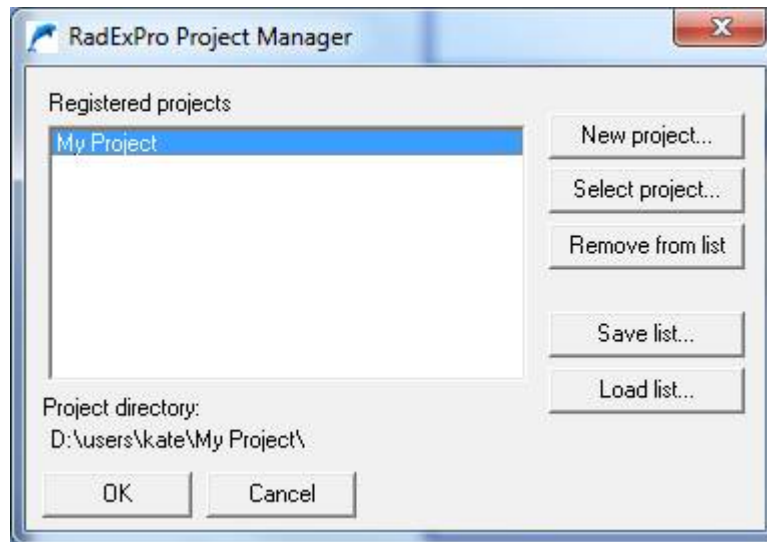 RadExPro Project Manager
Registered projects
My Project
New project...
Select project...
Remove from list
Save list...
Load list...
Project directory:
D:\users\kate\My Project\
OK
Cancel